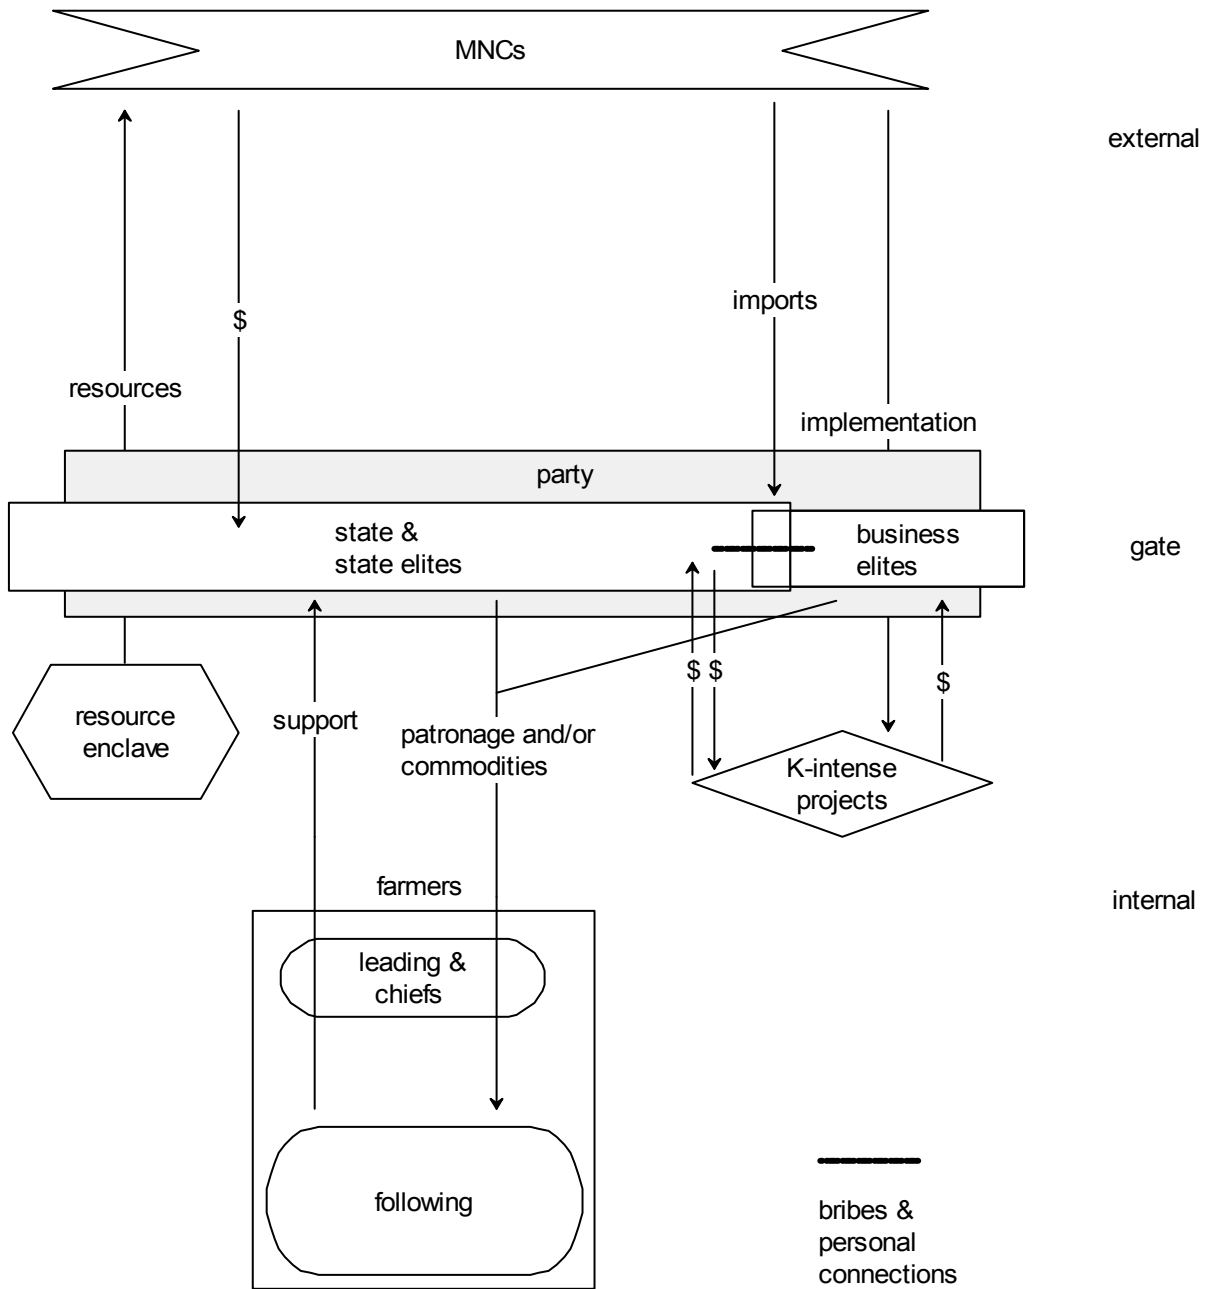 MNCs
external
imports
$
resources
implementation
party
state &
state elites
business
elites
gate
$ $
$
resource
enclave
support
patronage and/or
commodities
K-intense
projects
farmers
internal
leading &
chiefs
following
bribes &
personal
connections